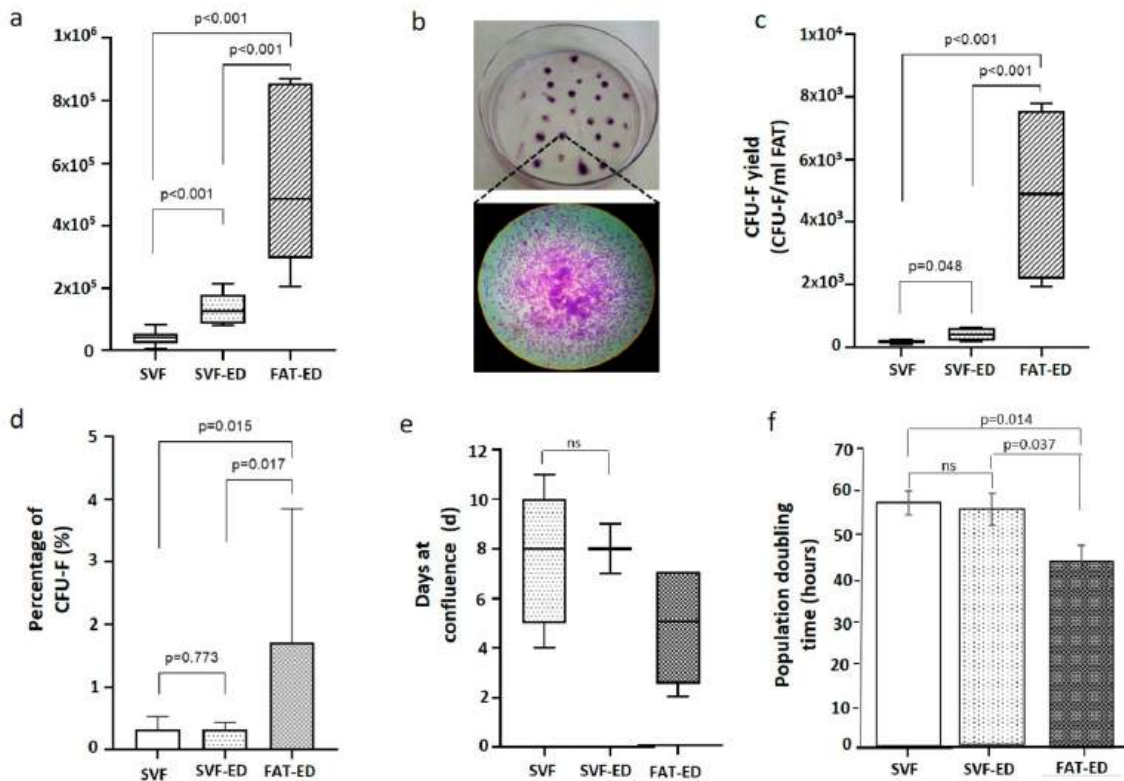 a
p<0.001
1x10⁶
p<0.001
8x10⁵
6x10⁵
p<0.001
4x10⁵
2x10⁵
0
SVF SVF-ED FAT-ED
b
c
CFU-F yield
(CFU-F/ml FAT)
1x10⁴
p<0.001
p<0.001
8x10³
6x10³
4x10³
p=0.048
2x10³
0
SVF SVF-ED FAT-ED
d
Percentage of
CFU-F (%)
5
p=0.015
p=0.017
4
3
2
p=0.773
1
0
SVF SVF-ED FAT-ED
e
Days at
confluence (d)
12
ns
10
8
6
4
2
0
SVF SVF-ED FAT-ED
f
Population doubling
time (hours)
p=0.014
70
p=0.037
ns
60
50
40
30
20
10
0
SVF SVF-ED FAT-ED